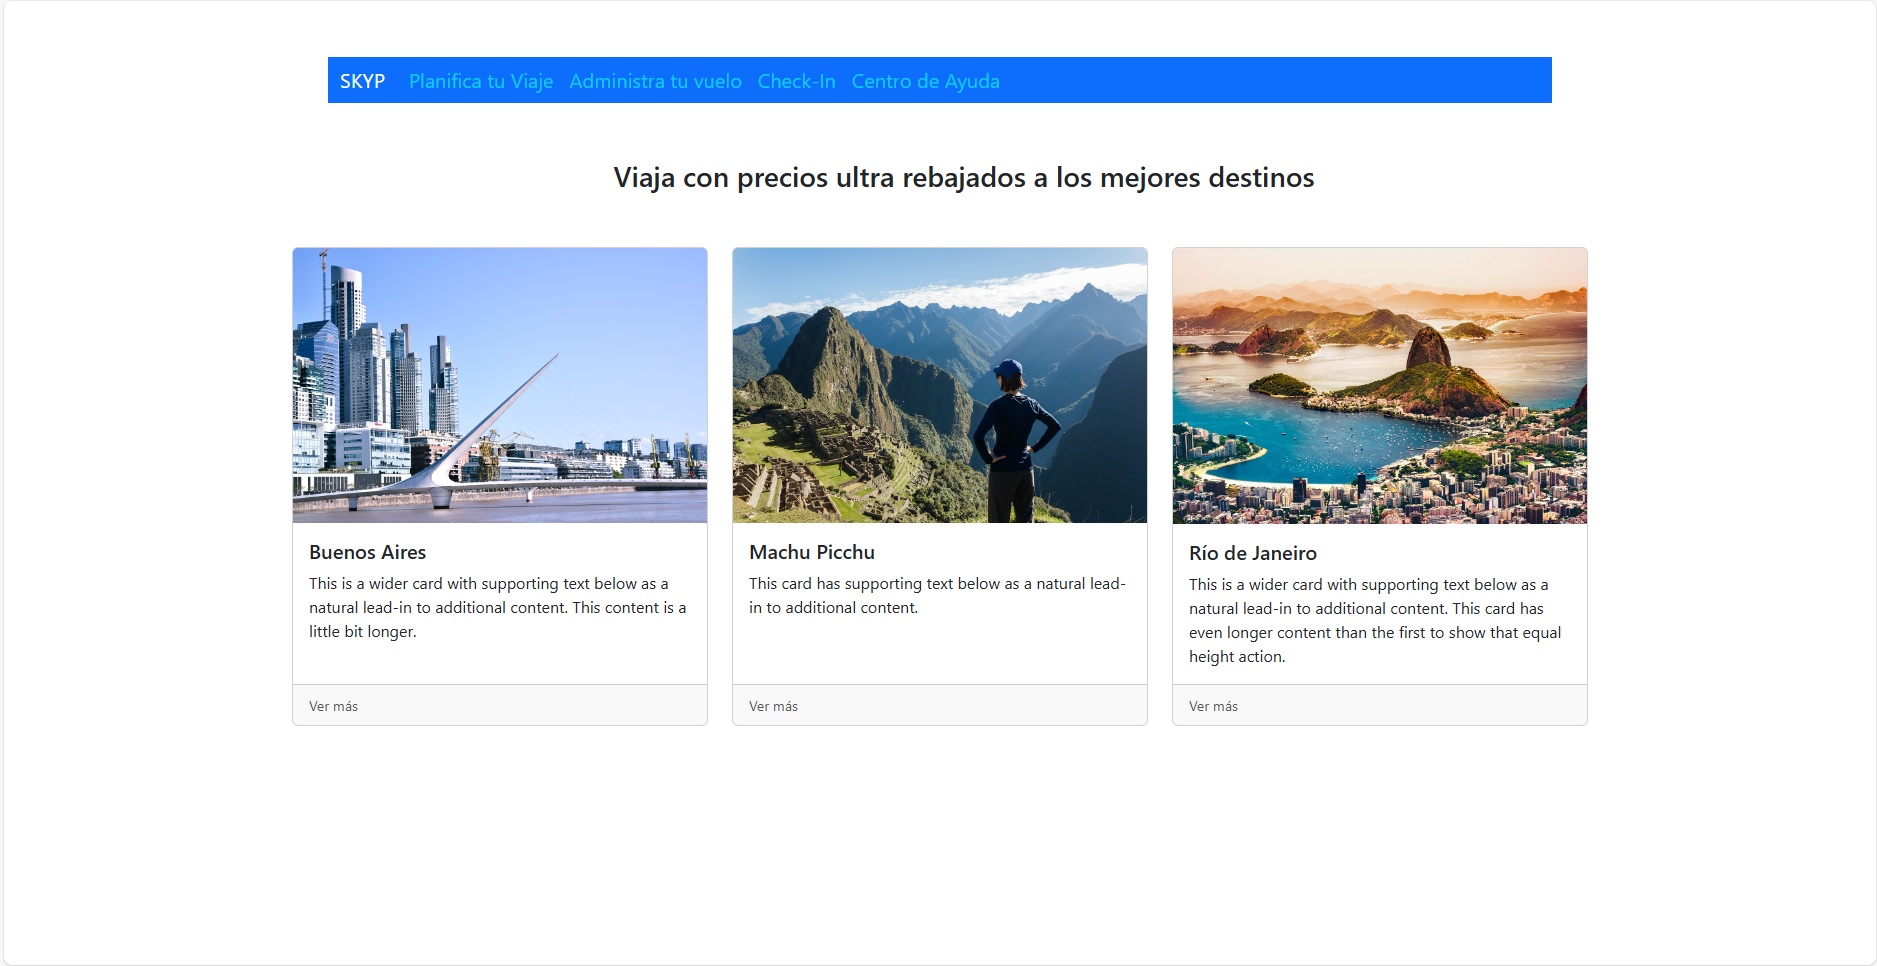 SKYP Planifica tu Viaje Administra tu vuelo Check-In Centro de Ayuda
Viaja con precios ultra rebajados a los mejores destinos
Buenos Aires
This is a wider card with supporting text below as a
natural lead-in to additional content. This content is a
little bit longer.
Ver más
Machu Picchu
This card has supporting text below as a natural lead-
in to additional content.
Ver más
Río de Janeiro
This is a wider card with supporting text below as a
natural lead-in to additional content. This card has
even longer content than the first to show that equal
height action.
Ver más